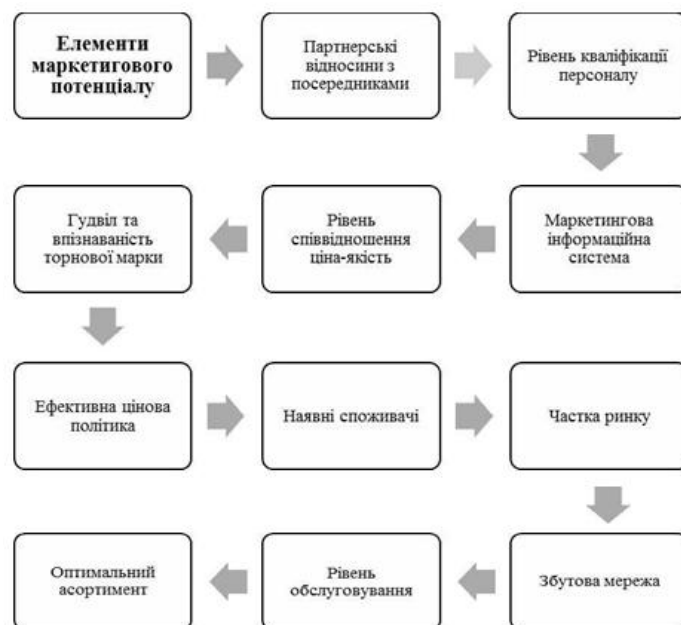 Елементи
маркетигового
потенціалу
Партнерські
відносини з
посередниками
Рівень кваліфікації
персоналу
Маркетингова
інформаційна
система
Рівень
співвідношення
ціна-якість
Гудвіл та
впізнаваність
торнової марки
Ефективна цінова
політика
Наявні споживачі
Частка ринку
Збутова мережа
Рівень
обслуговування
Оптимальний
асортимент